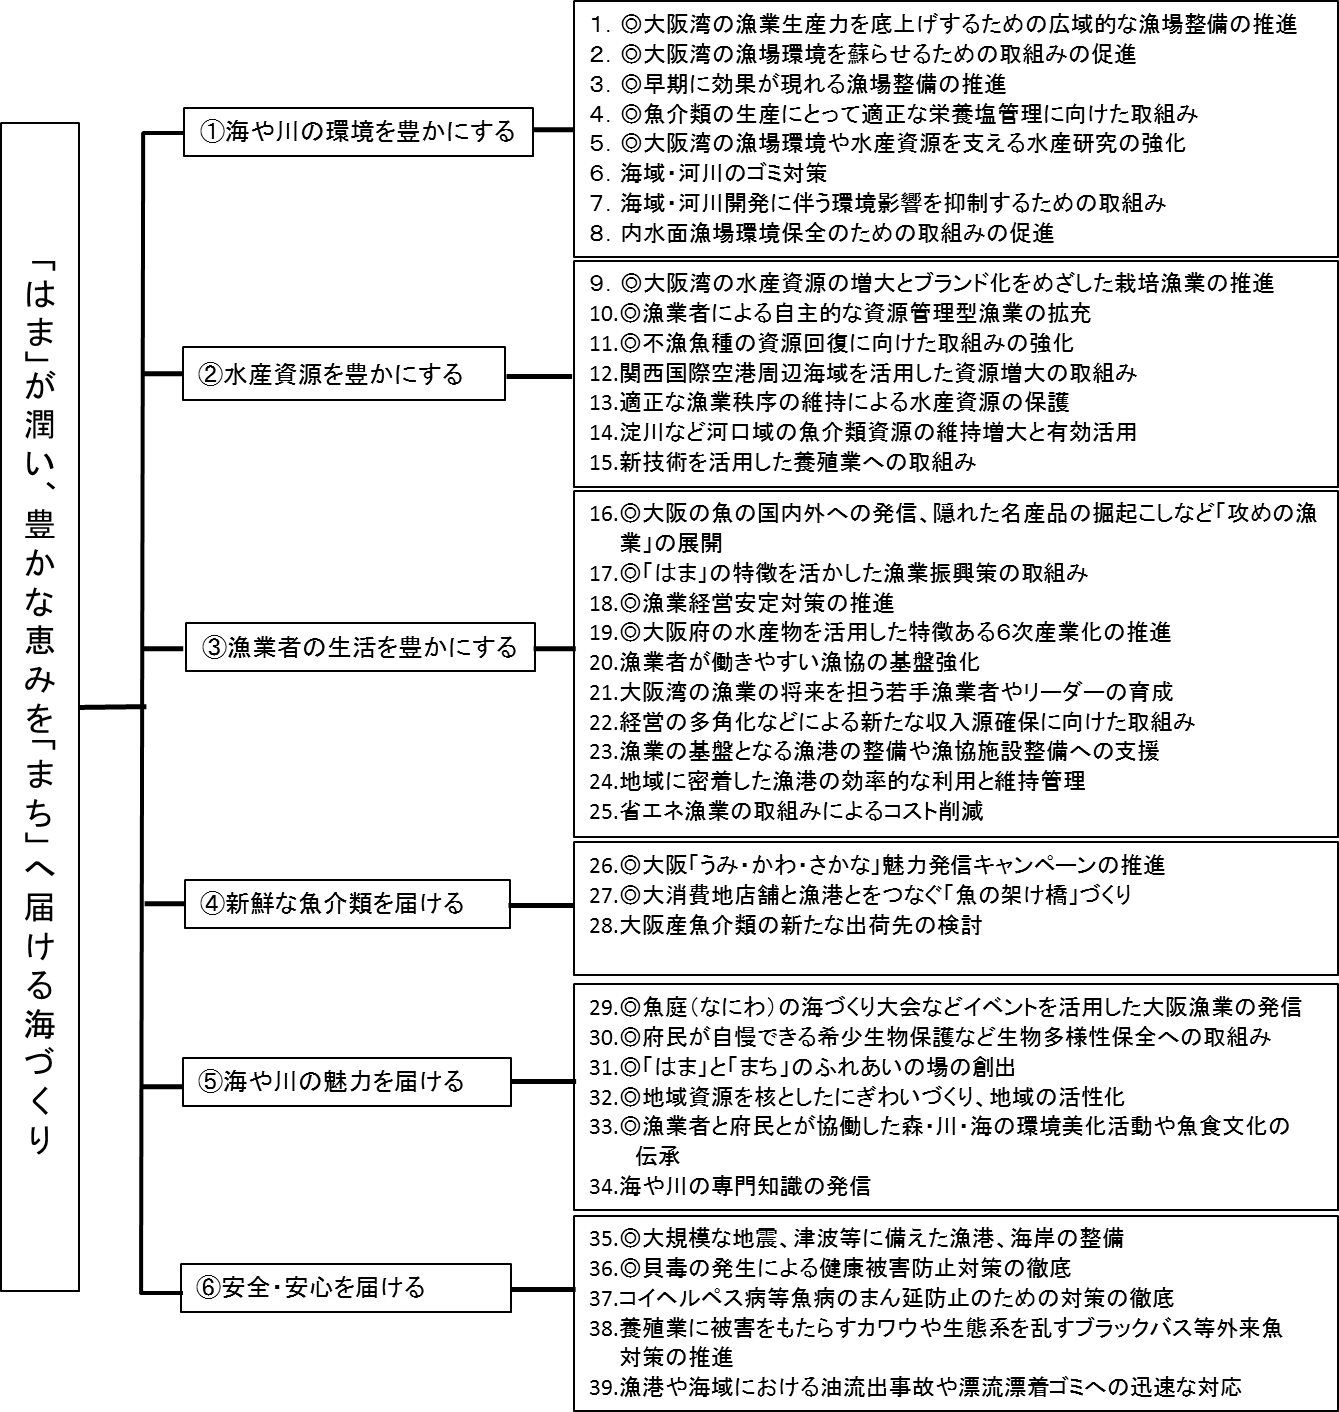 「はま」が潤い、豊かな恵みを「まち」へ届ける海づくり
①海や川の環境を豊かにする
１．◎大阪湾の漁業生産力を底上げするための広域的な漁場整備の推進
２．◎大阪湾の漁場環境を蘇らせるための取組みの促進
３．◎早期に効果が現れる漁場整備の推進
４．◎魚介類の生産にとって適正な栄養塩管理に向けた取組み
５．◎大阪湾の漁場環境や水産資源を支える水産研究の強化
６．海域・河川のゴミ対策
７．海域・河川開発に伴う環境影響を抑制するための取組み
８．内水面漁場環境保全のための取組みの促進
②水産資源を豊かにする
９．◎大阪湾の水産資源の増大とブランド化をめざした栽培漁業の推進
10.◎漁業者による自主的な資源管理型漁業の拡充
11.◎不漁魚種の資源回復に向けた取組みの強化
12.関西国際空港周辺海域を活用した資源増大の取組み
13.適正な漁業秩序の維持による水産資源の保護
14.淀川など河口域の魚介類資源の維持増大と有効活用
15.新技術を活用した養殖業への取組み
③漁業者の生活を豊かにする
16.◎大阪の魚の国内外への発信、隠れた名産品の掘起こしなど「攻めの漁
業」の展開
17.◎「はま」の特徴を活かした漁業振興策の取組み
18.◎漁業経営安定対策の推進
19.◎大阪府の水産物を活用した特徴ある６次産業化の推進
20.漁業者が働きやすい漁協の基盤強化
21.大阪湾の漁業の将来を担う若手漁業者やリーダーの育成
22.経営の多角化などによる新たな収入源確保に向けた取組み
23.漁業の基盤となる漁港の整備や漁協施設整備への支援
24.地域に密着した漁港の効率的な利用と維持管理
25.省エネ漁業の取組みによるコスト削減
④新鮮な魚介類を届ける
26.◎大阪「うみ・かわ・さかな」魅力発信キャンペーンの推進
27.◎大消費地店舗と漁港とをつなぐ「魚の架け橋」づくり
28.大阪産魚介類の新たな出荷先の検討
⑤海や川の魅力を届ける
29.◎魚庭（なにわ）の海づくり大会などイベントを活用した大阪漁業の発信
30.◎府民が自慢できる希少生物保護など生物多様性保全への取組み
31.◎「はま」と「まち」のふれあいの場の創出
32.◎地域資源を核としたにぎわいづくり、地域の活性化
33.◎漁業者と府民とが協働した森・川・海の環境美化活動や魚食文化の
伝承
34.海や川の専門知識の発信
⑥安全・安心を届ける
35.◎大規模な地震、津波等に備えた漁港、海岸の整備
36.◎貝毒の発生による健康被害防止対策の徹底
37.コイヘルペス病等魚病のまん延防止のための対策の徹底
38.養殖業に被害をもたらすカワウや生態系を乱すブラックバス等外来魚
対策の推進
39.漁港や海域における油流出事故や漂流漂着ゴミへの迅速な対応